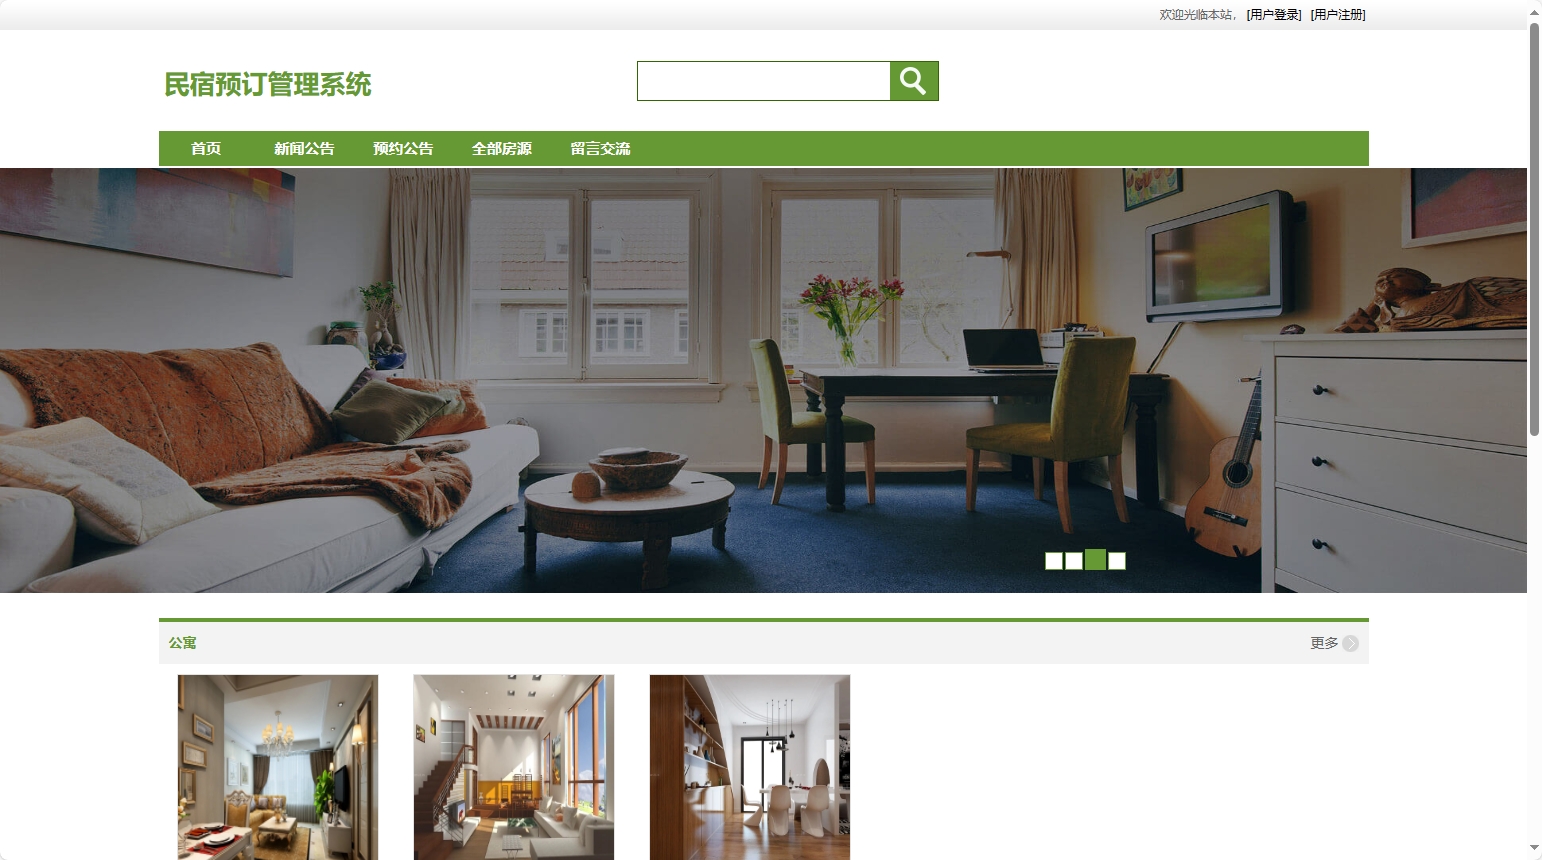 欢迎光临本站， [用户登录] [用户注册]
民宿预订管理系统
首页 新闻公告 预约公告 全部房源 留言交流
公寓 更多